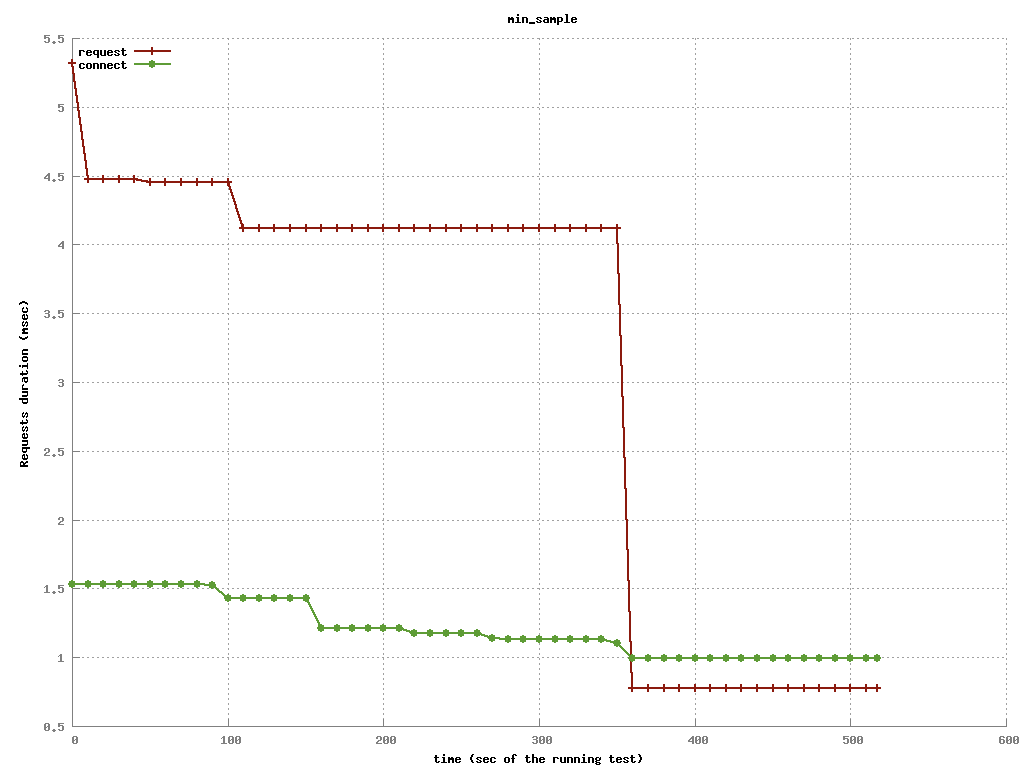 min_sample
request
connect
5.5
5
4.5
4
3.5
3
2.5
2
1.5
1
0.5
Requests duration (msec)
0 100 200 300 400 500 600
time (sec of the running test)